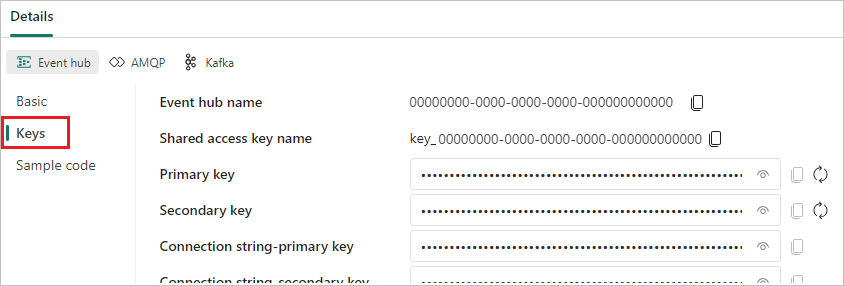 Details
Event hub AMQP Kafka
Basic
Keys
Sample code
Event hub name 00000000-0000-0000-0000-000000000000
Shared access key name key_00000000-0000-0000-0000-000000000000
Primary key
Secondary key
Connection string-primary key
Connection string-secondary key